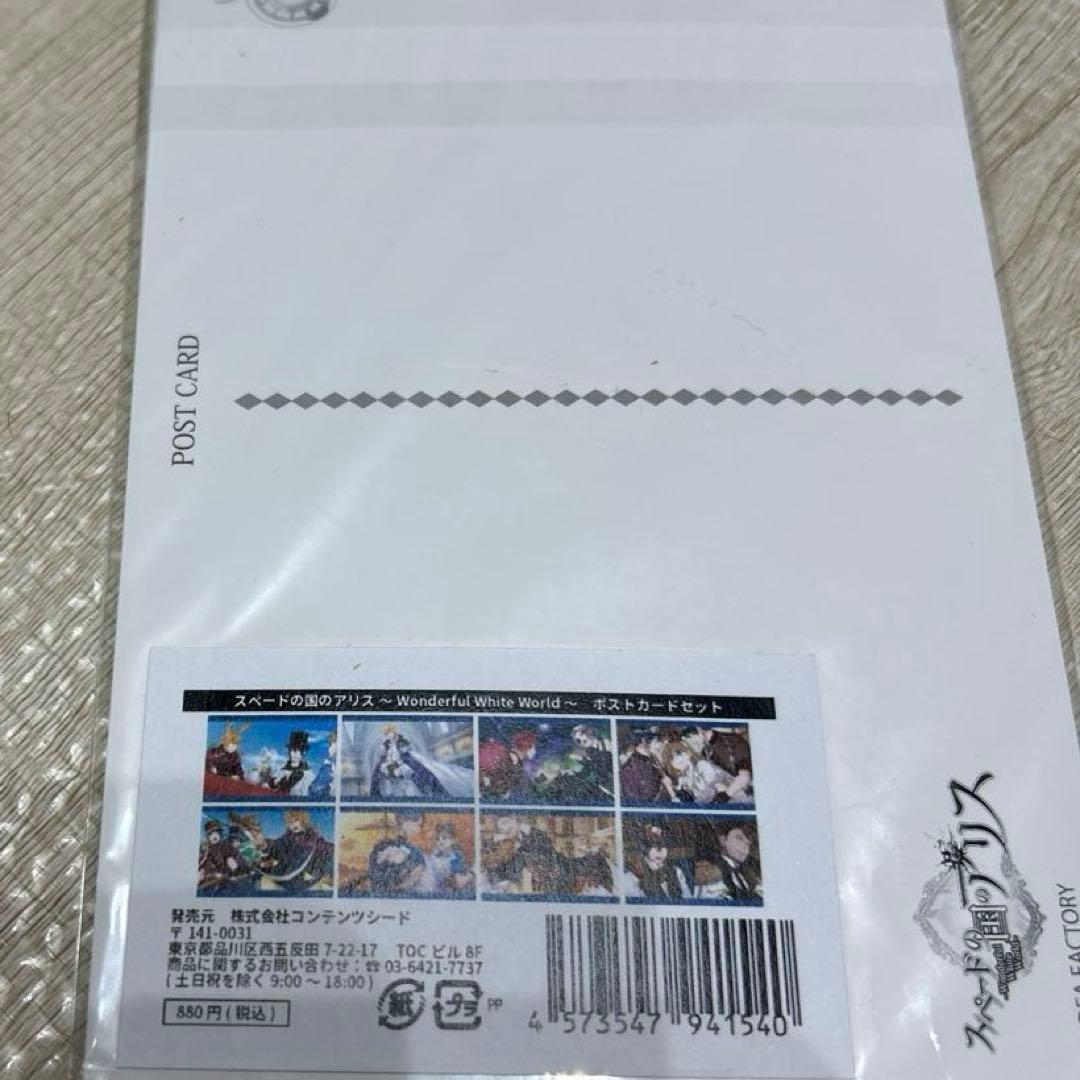 POST CARD
スペードの国のアリス ～ Wonderful White World ～ ポストカードセット
発売元 株式会社コンテンツシード
〒 141-0031
東京都品川区西五反田 7-22-17 TOC ビル 8F
商品に関するお問い合わせ：☎ 03-6421-7737
( 土日祝を除く 9:00 ～ 18:00 )
880 円 ( 税込 )
紙
プラ
PP
4 573547 941540
スペードの国のアリス